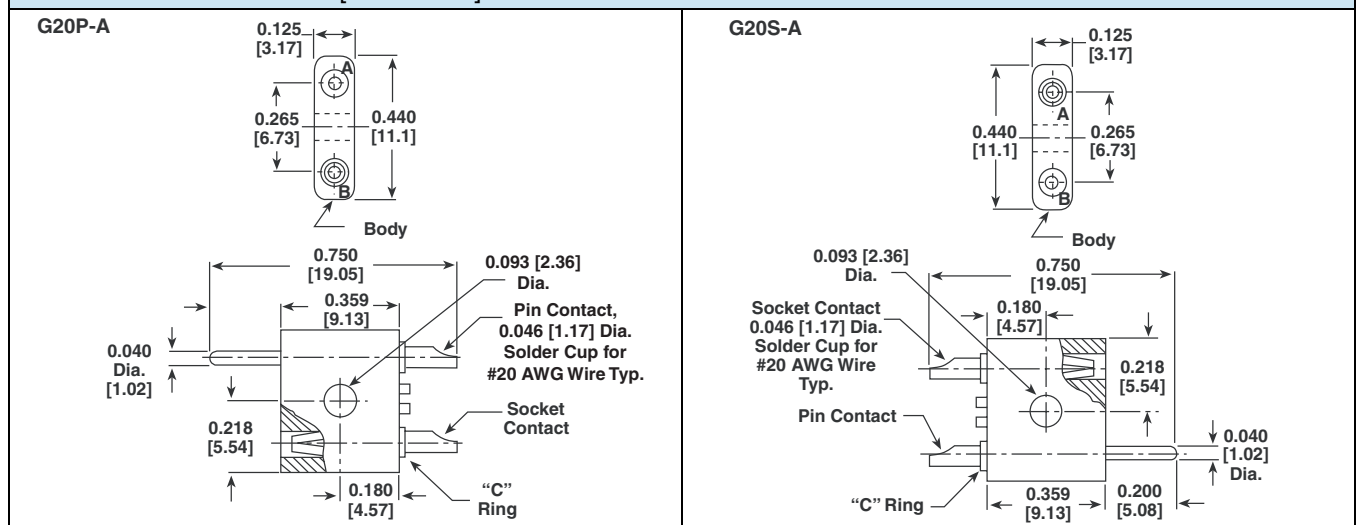 G20P-A
0.125
[3.17]
A
0.265
[6.73]
0.440
[11.1]
B
Body
0.750
[19.05]
0.093 [2.36]
Dia.
0.359
[9.13]
Pin Contact,
0.046 [1.17] Dia.
Solder Cup for
#20 AWG Wire Typ.
0.040
Dia.
[1.02]
0.218
[5.54]
Socket
Contact
0.180
[4.57]
“C”
Ring
G20S-A
0.125
[3.17]
A
0.440
[11.1]
0.265
[6.73]
B
Body
0.093 [2.36]
Dia.
0.750
[19.05]
Socket Contact
0.046 [1.17] Dia.
Solder Cup for
#20 AWG Wire
Typ.
0.180
[4.57]
0.218
[5.54]
Pin Contact
0.040
[1.02]
Dia.
“C” Ring
0.359
[9.13]
0.200
[5.08]